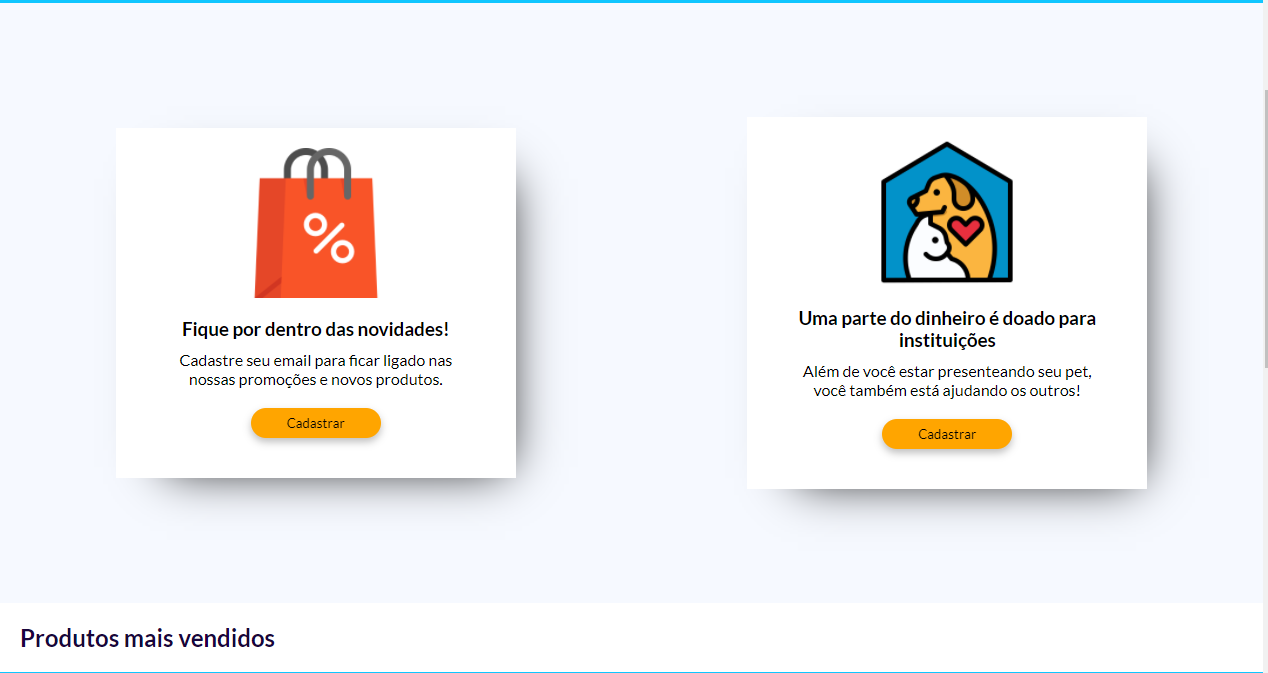 %
Fique por dentro das novidades!
Cadastre seu email para ficar ligado nas
nossas promoções e novos produtos.
Cadastrar
Uma parte do dinheiro é doado para
instituições
Além de você estar presenteando seu pet,
você também está ajudando os outros!
Cadastrar
Produtos mais vendidos